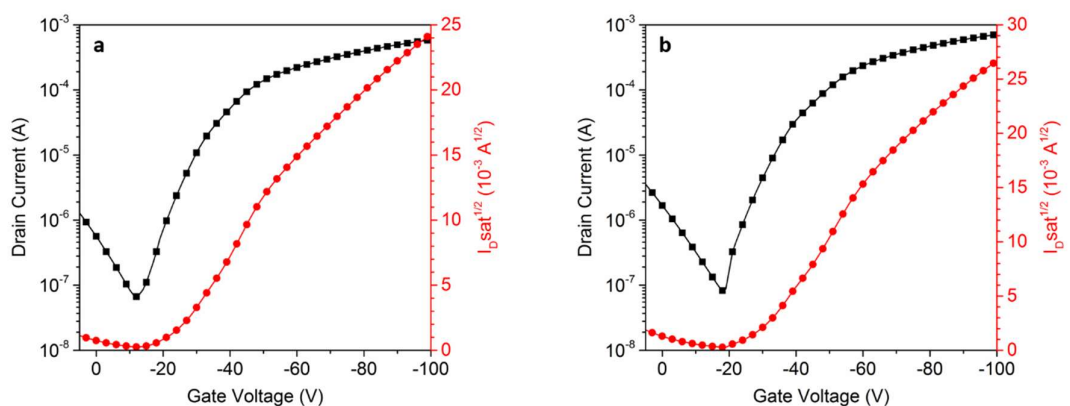 a
10⁻³
10⁻⁴
10⁻⁵
10⁻⁶
10⁻⁷
10⁻⁸
Drain Current (A)
0 -20 -40 -60 -80 -100
Gate Voltage (V)
25
20
15
10
5
0
I_Dsat^1/2 (10⁻³ A^1/2)
b
10⁻³
10⁻⁴
10⁻⁵
10⁻⁶
10⁻⁷
10⁻⁸
Drain Current (A)
0 -20 -40 -60 -80 -100
Gate Voltage (V)
30
25
20
15
10
5
0
I_Dsat^1/2 (10⁻³ A^1/2)